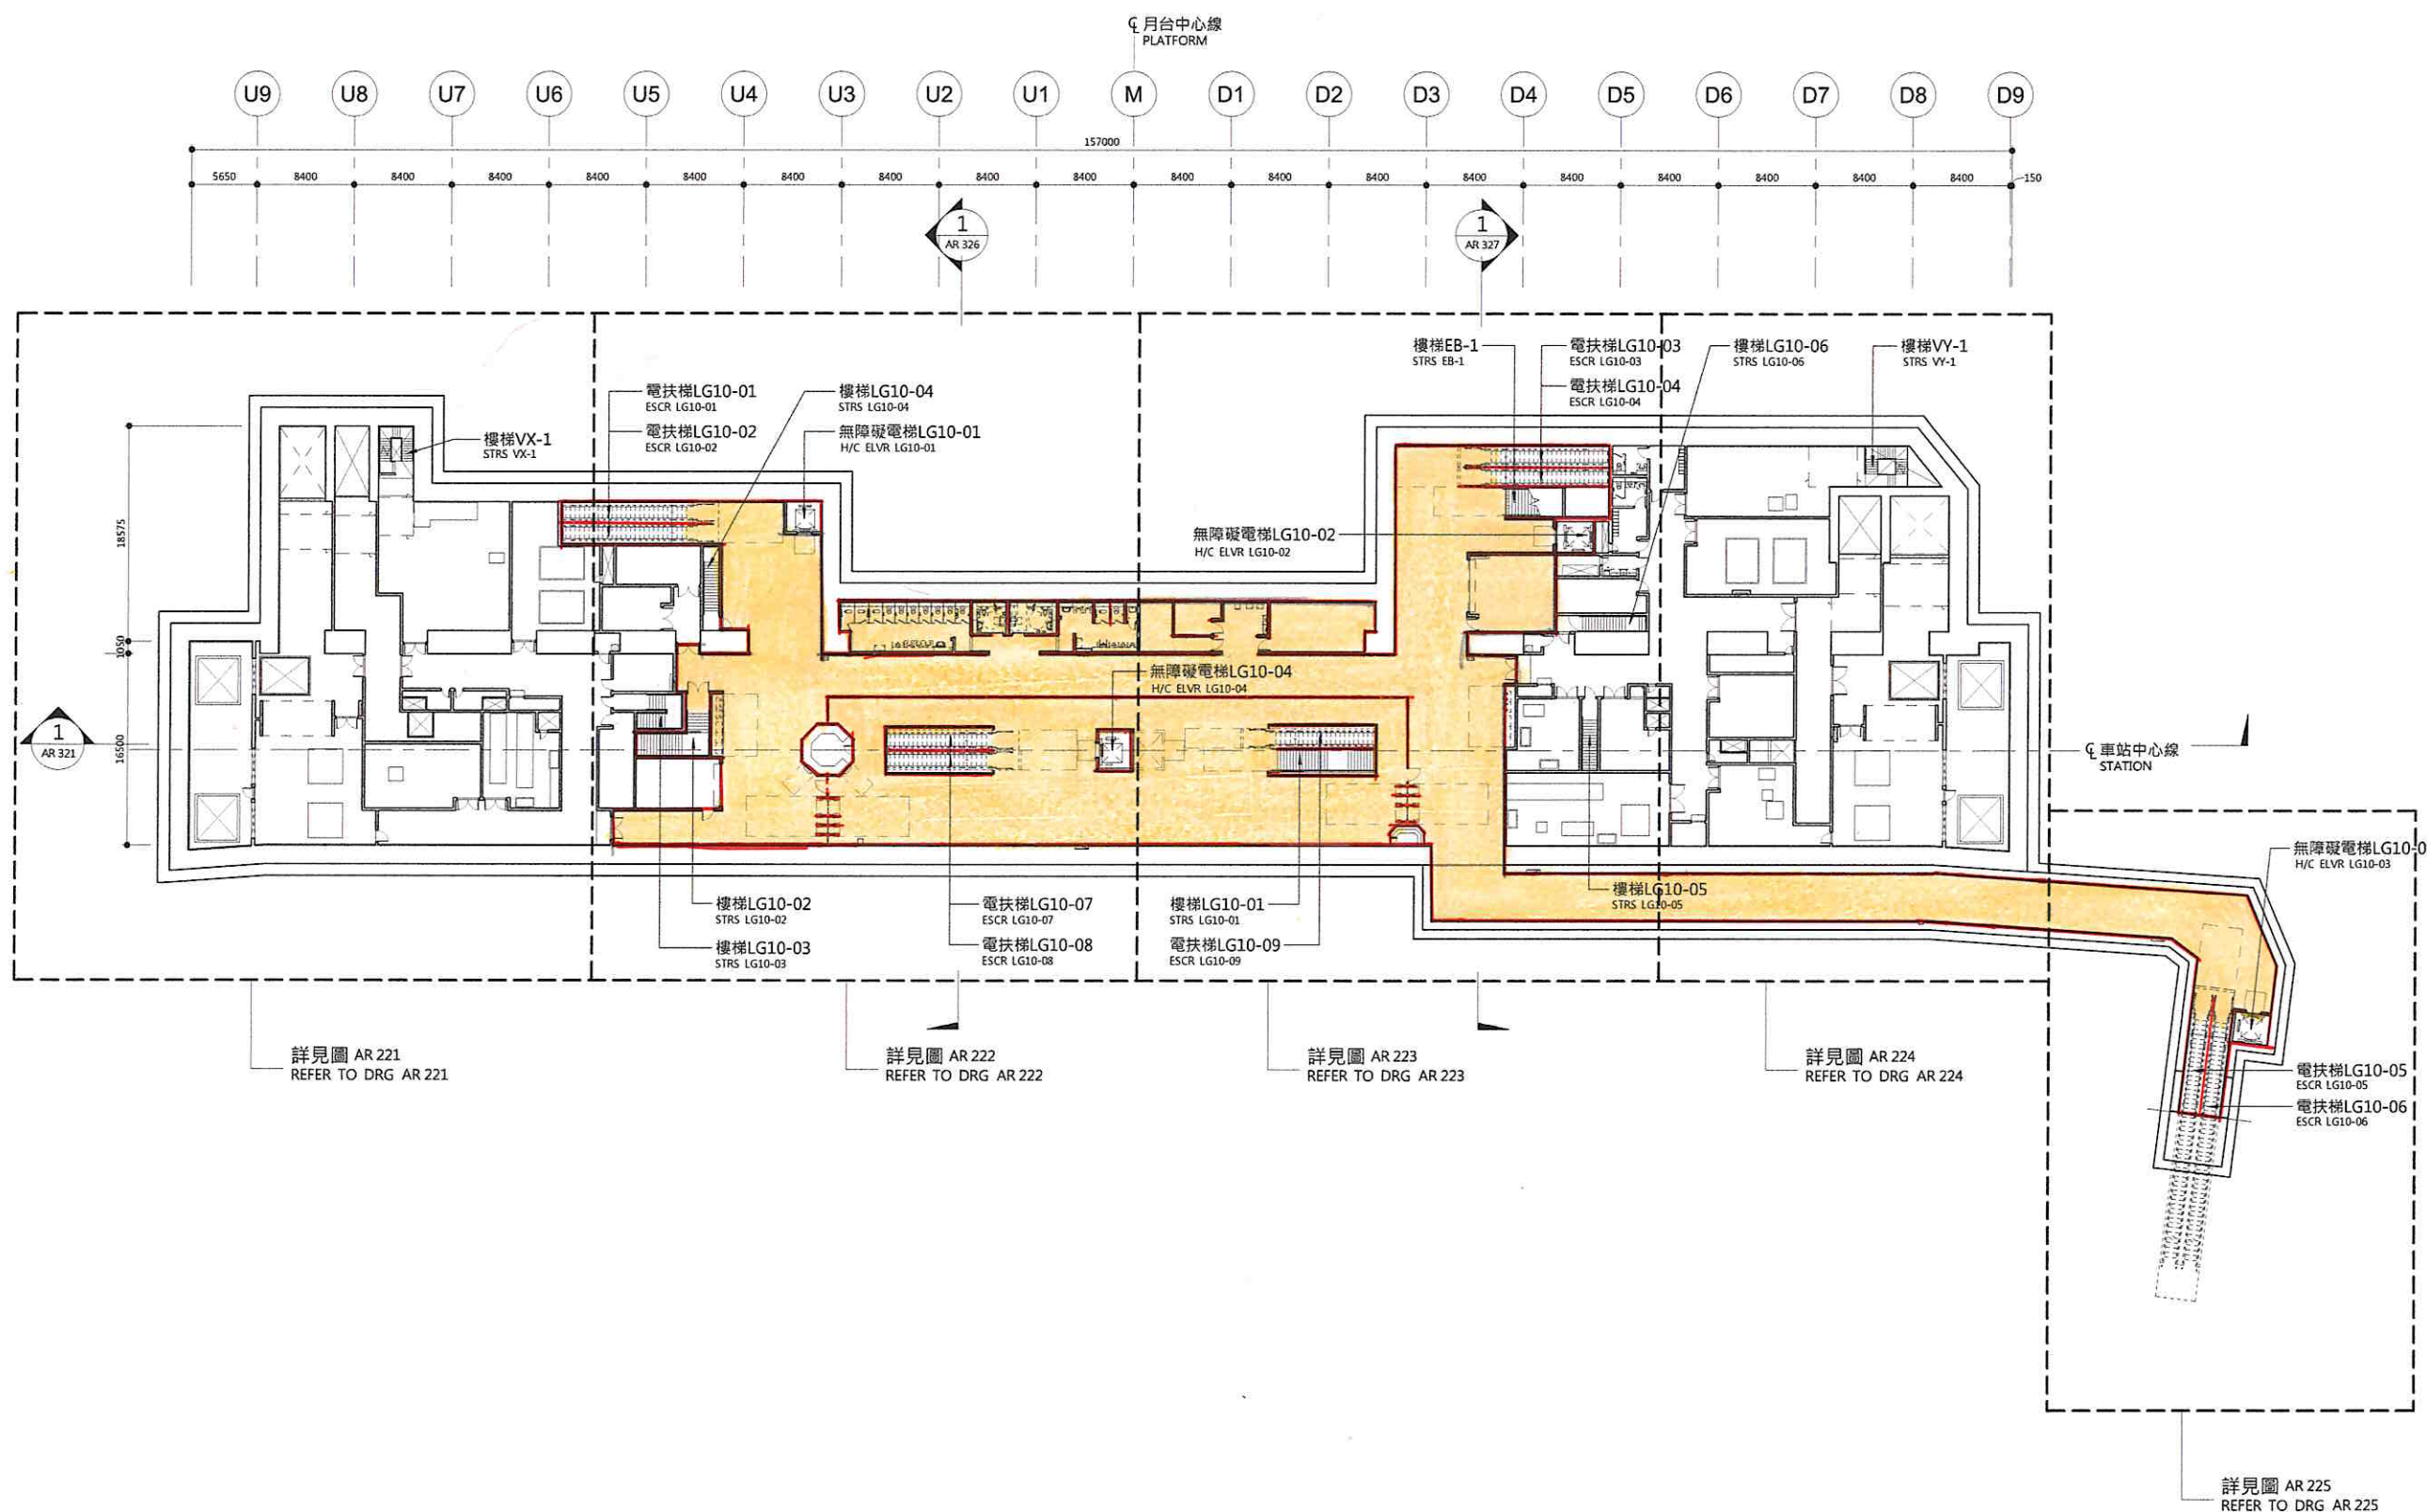 ℄ 月台中心線
PLATFORM
U9 U8 U7 U6 U5 U4 U3 U2 U1 M D1 D2 D3 D4 D5 D6 D7 D8 D9
157000
5650 8400 8400 8400 8400 8400 8400 8400 8400 8400 8400 8400 8400 8400 8400 8400 8400 8400 8400 150
1
AR 326
1
AR 327
樓梯EB-1
STRS EB-1
電扶梯LG10-03
ESCR LG10-03
電扶梯LG10-04
ESCR LG10-04
樓梯LG10-06
STRS LG10-06
樓梯VY-1
STRS VY-1
電扶梯LG10-01
ESCR LG10-01
電扶梯LG10-02
ESCR LG10-02
樓梯LG10-04
STRS LG10-04
無障礙電梯LG10-01
H/C ELVR LG10-01
樓梯VX-1
STRS VX-1
18575
1050
16500
無障礙電梯LG10-02
H/C ELVR LG10-02
無障礙電梯LG10-04
H/C ELVR LG10-04
1
AR 321
℄ 車站中心線
STATION
無障礙電梯LG10-0
H/C ELVR LG10-03
樓梯LG10-02
STRS LG10-02
樓梯LG10-03
STRS LG10-03
電扶梯LG10-07
ESCR LG10-07
電扶梯LG10-08
ESCR LG10-08
樓梯LG10-01
STRS LG10-01
電扶梯LG10-09
ESCR LG10-09
樓梯LG10-05
STRS LG10-05
詳見圖 AR 221
REFER TO DRG AR 221
詳見圖 AR 222
REFER TO DRG AR 222
詳見圖 AR 223
REFER TO DRG AR 223
詳見圖 AR 224
REFER TO DRG AR 224
電扶梯LG10-05
ESCR LG10-05
電扶梯LG10-06
ESCR LG10-06
詳見圖 AR 225
REFER TO DRG AR 225